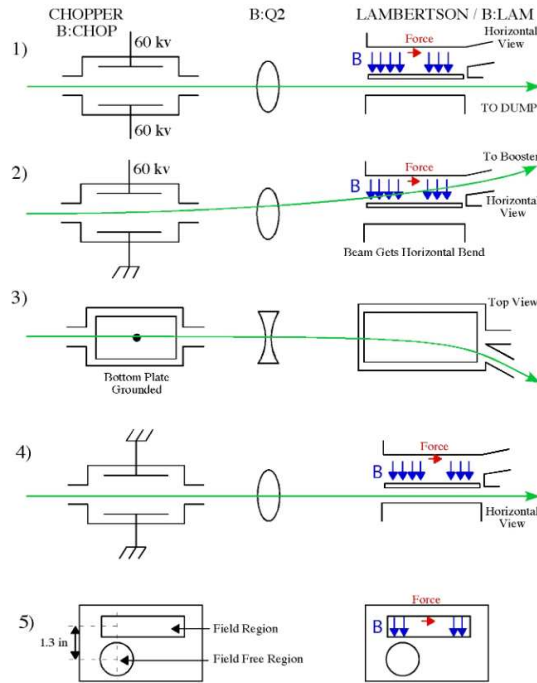 CHOPPER
B:CHOP
B:Q2
LAMBERTSON / B:LAM
1)
60 kv
60 kv
Force
B
Horizontal
View
TO DUMP
2)
60 kv
Force
B
To Booster
Horizontal
View
Beam Gets Horizontal Bend
3)
Bottom Plate
Grounded
Top View
4)
Force
B
Horizontal
View
5)
1.3 in
Field Region
Field Free Region
Force
B